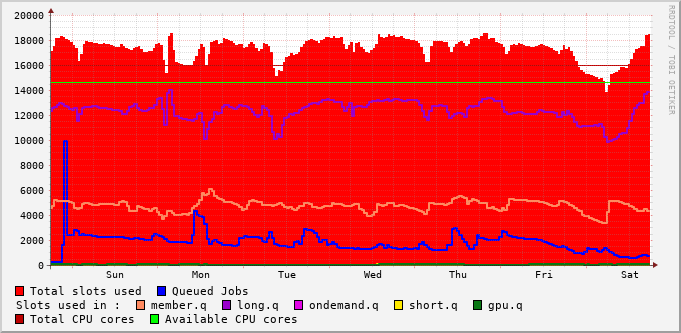 20000
18000
16000
14000
12000
10000
8000
6000
4000
2000
0
Sun Mon Tue Wed Thu Fri Sat
RRDTOOL / TOBI OETIKER
Total slots used Queued Jobs
Slots used in : member.q long.q ondemand.q short.q gpu.q
Total CPU cores Available CPU cores